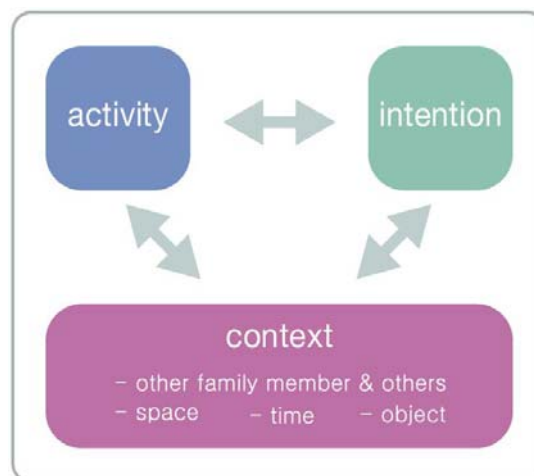 activity
intention
context
- other family member & others
- space - time - object